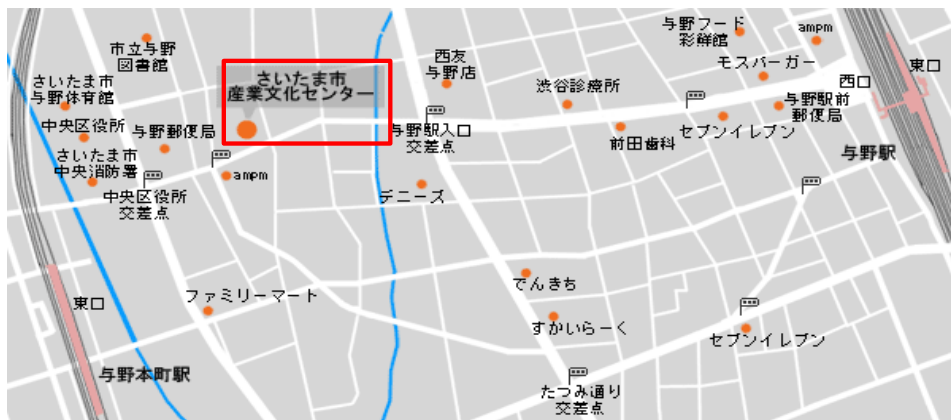 市立与野
図書館
さいたま市
与野体育館
中央区役所
さいたま市
中央消防署
中央区役所
交差点
与野郵便局
さいたま市
産業文化センター
ampm
西友
与野店
与野駅入口
交差点
デニーズ
渋谷診療所
前田歯科
与野フード
彩鮮館
ampm
モスバーガー
セブンイレブン
与野駅前
郵便局
西口
東口
与野駅
東口
与野本町駅
ファミリーマート
でんきち
すかいらーく
セブンイレブン
たつみ通り
交差点